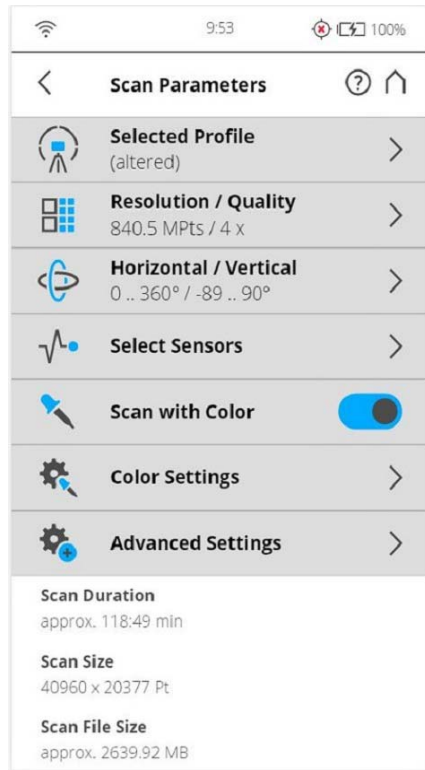 9:53
100%
Scan Parameters
Selected Profile
(altered)
Resolution / Quality
840.5 MPts / 4 x
Horizontal / Vertical
0 .. 360° / -89 .. 90°
Select Sensors
Scan with Color
Color Settings
Advanced Settings
Scan Duration
approx. 118:49 min
Scan Size
40960 x 20377 Pt
Scan File Size
approx. 2639.92 MB